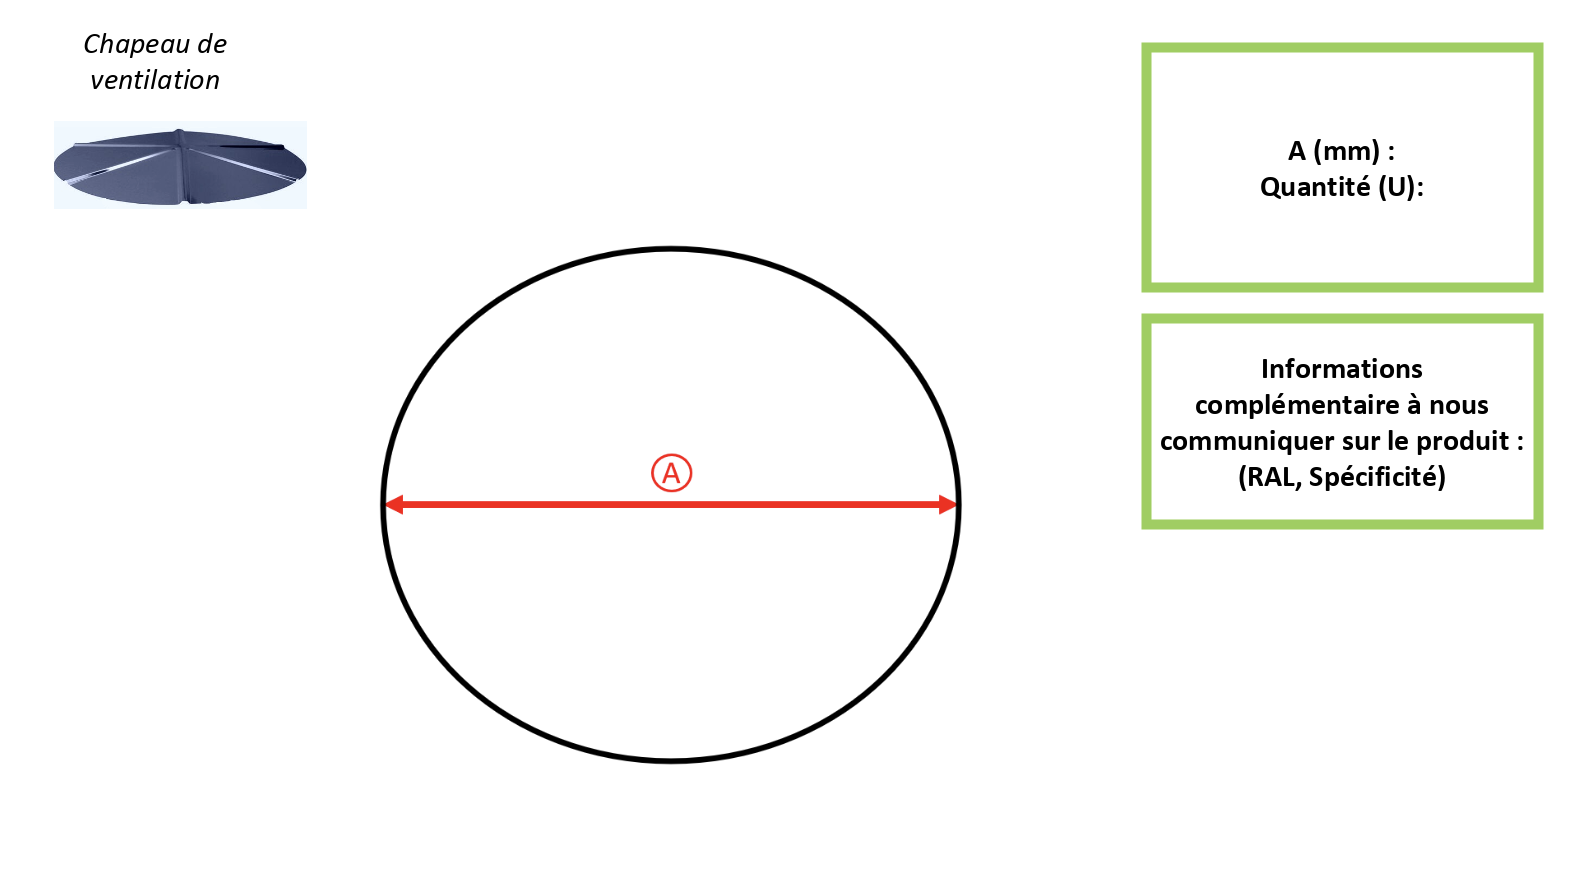 Chapeau de
ventilation
A (mm) :
Quantité (U):
Informations
complémentaire à nous
communiquer sur le produit :
(RAL, Spécificité)
A